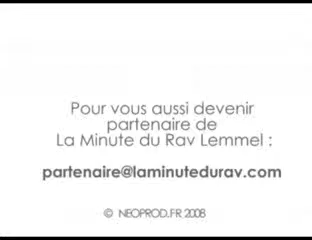 Pour vous aussi devenir
partenaire de
La Minute du Rav Lemmel :
partenaire@laminutedurav.com
© NEOPROD.FR 2008